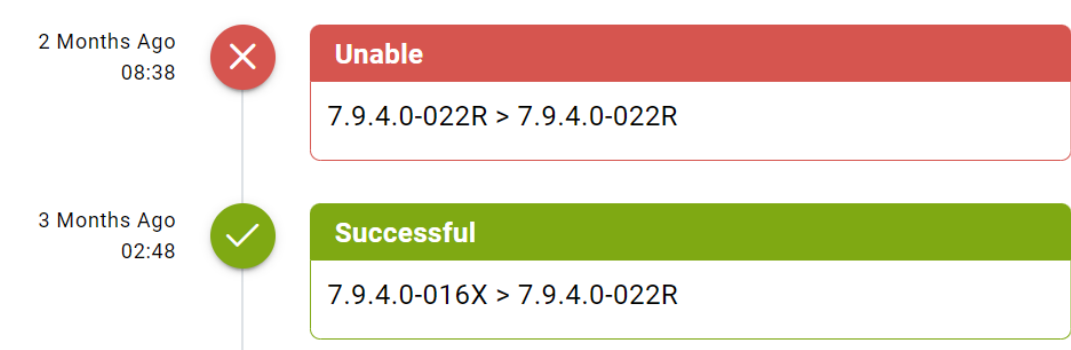 2 Months Ago
08:38
Unable
7.9.4.0-022R > 7.9.4.0-022R
3 Months Ago
02:48
Successful
7.9.4.0-016X > 7.9.4.0-022R